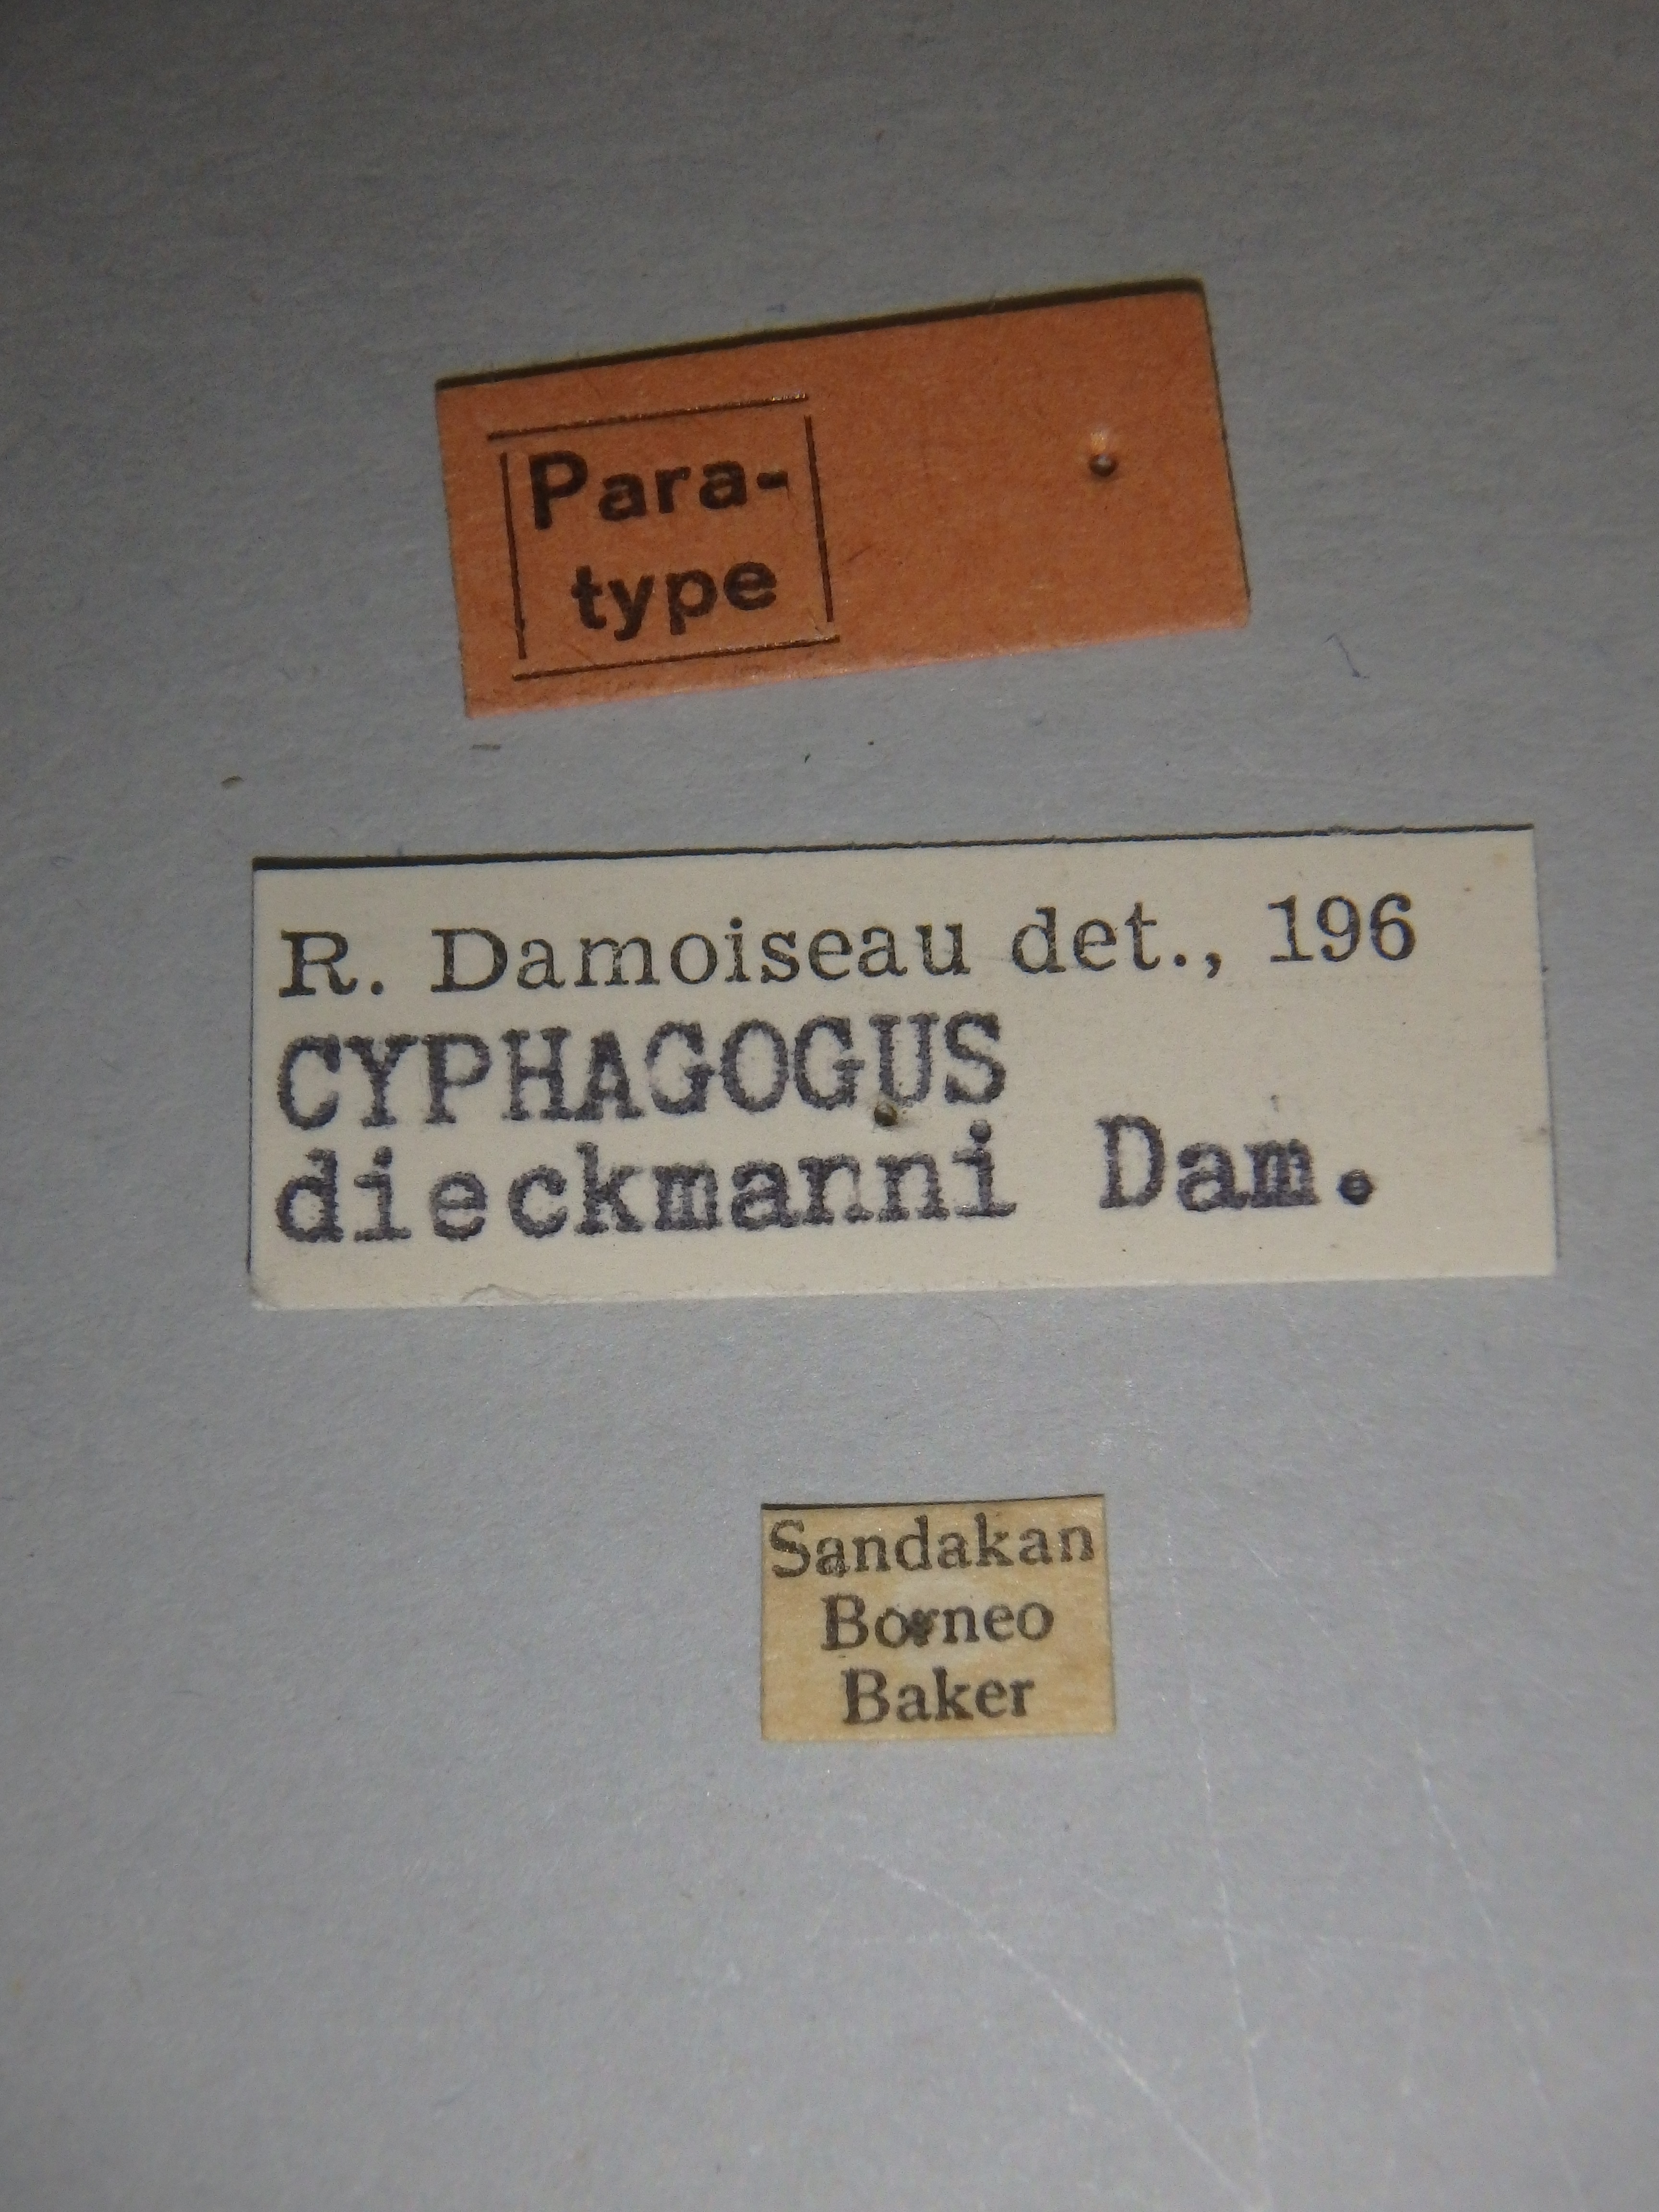 Para-
type
R. Damoiseau det., 196
CYPHAGOGUS
dieckmanni Dam.
Sandakan
Borneo
Baker